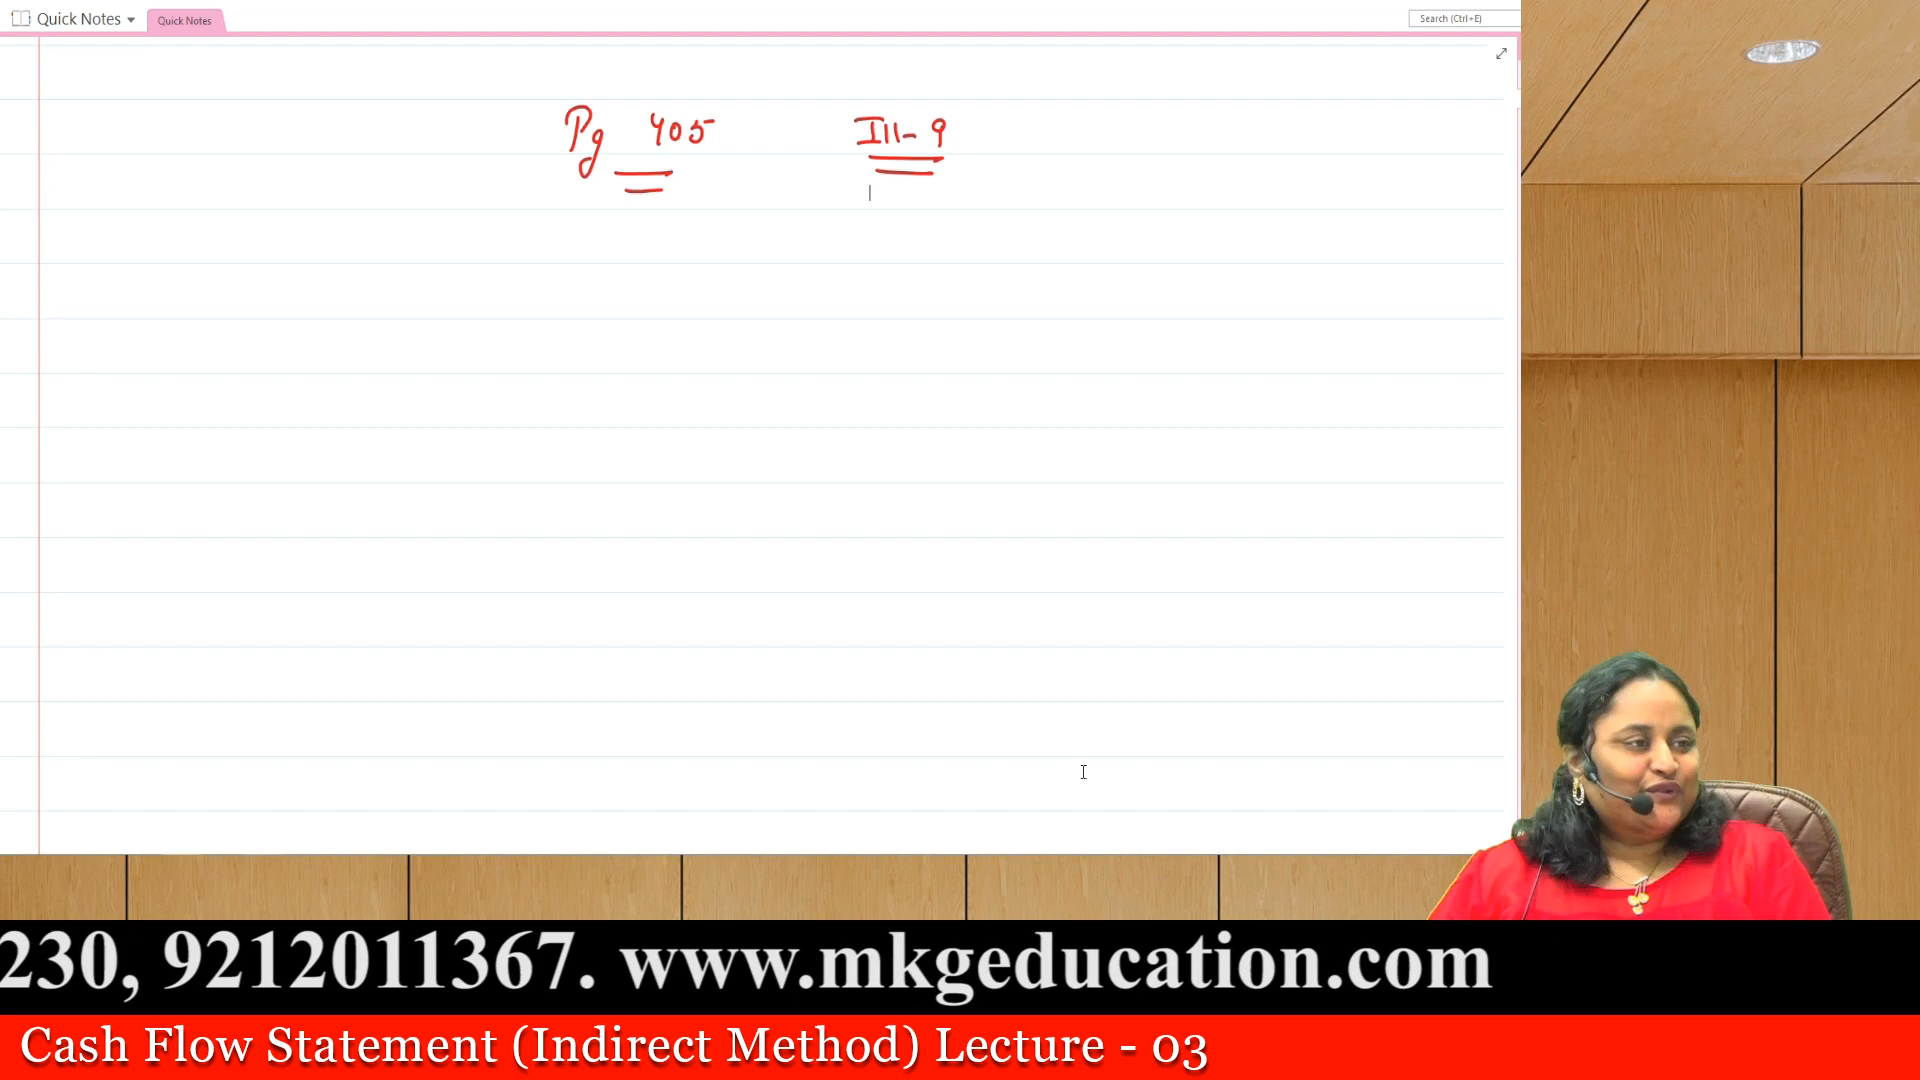 Quick Notes
Quick Notes
Search (Ctrl+E)
Pg 405 Ill-9
230, 9212011367. www.mkgeducation.com
Cash Flow Statement (Indirect Method) Lecture - 03